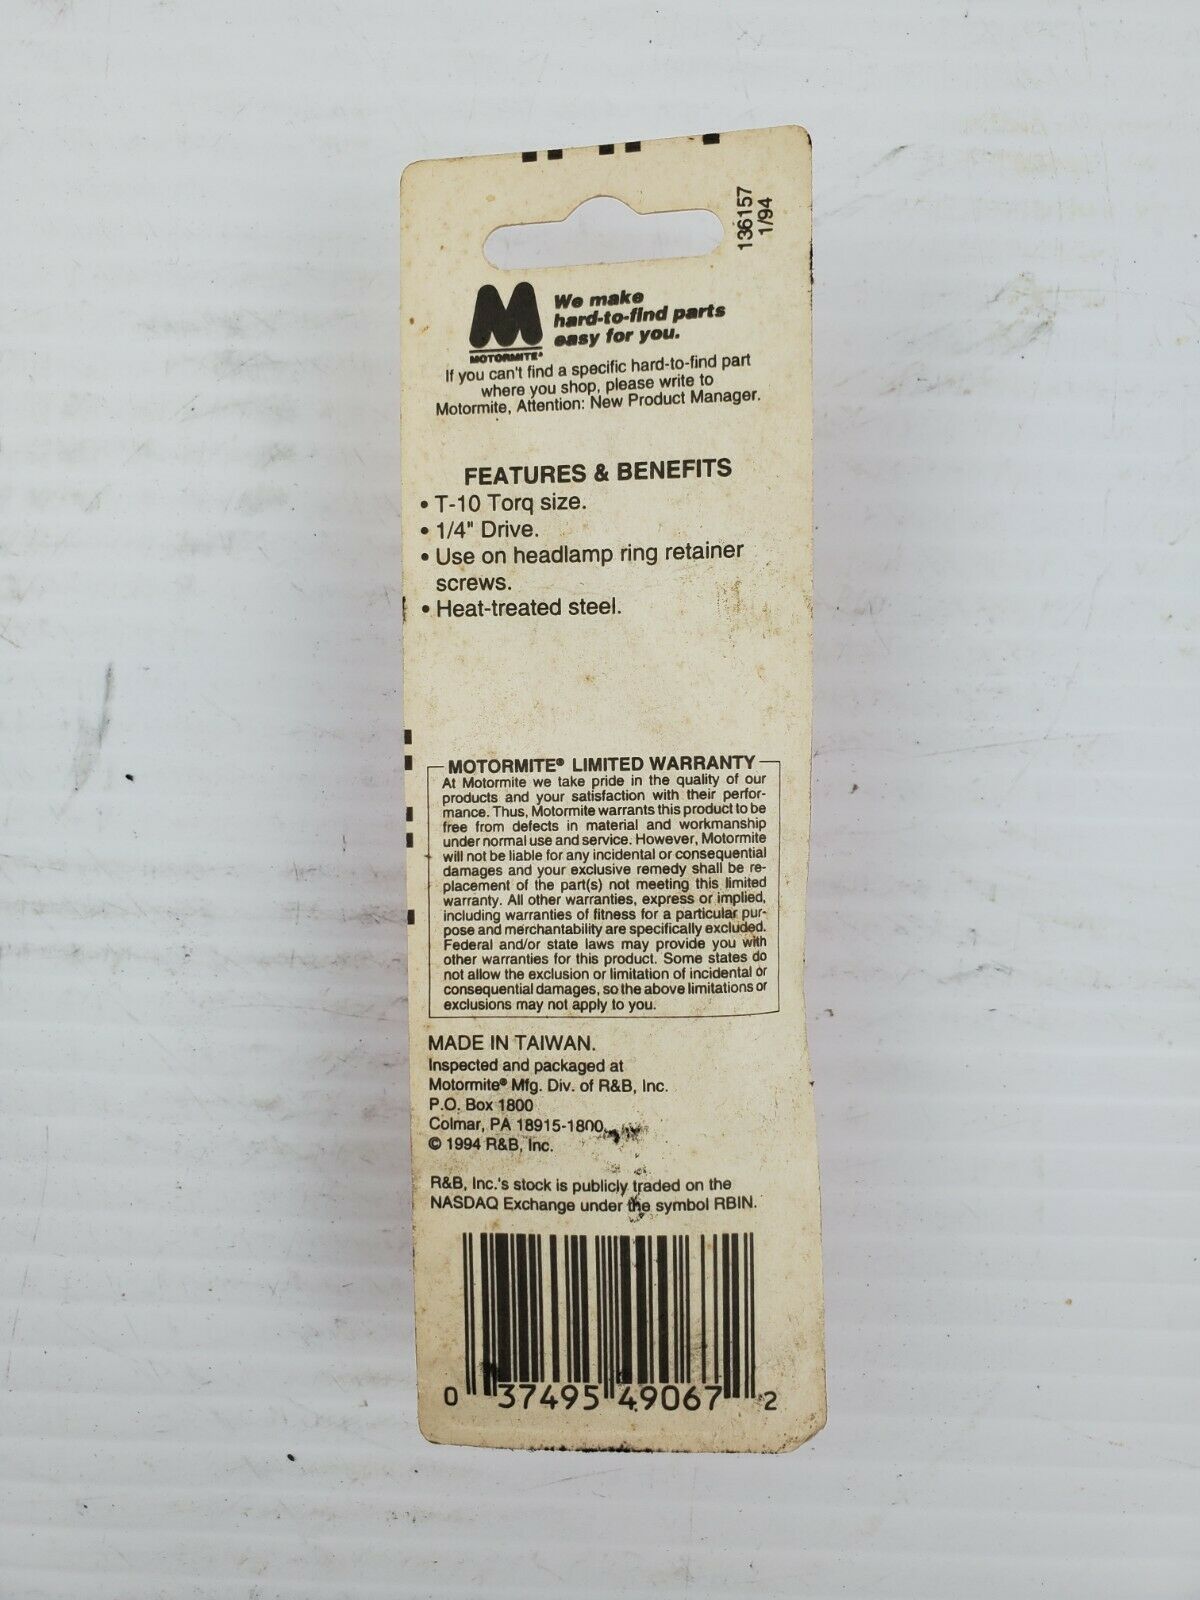 136157
1/94
We make
hard-to-find parts
easy for you.
MOTORMITE®
If you can't find a specific hard-to-find part
where you shop, please write to
Motormite, Attention: New Product Manager.
FEATURES & BENEFITS
• T-10 Torq size.
• 1/4" Drive.
• Use on headlamp ring retainer
screws.
• Heat-treated steel.
MOTORMITE® LIMITED WARRANTY
At Motormite we take pride in the quality of our
products and your satisfaction with their perfor-
mance. Thus, Motormite warrants this product to be
free from defects in material and workmanship
under normal use and service. However, Motormite
will not be liable for any incidental or consequential
damages and your exclusive remedy shall be re-
placement of the part(s) not meeting this limited
warranty. All other warranties, express or implied,
including warranties of fitness for a particular pur-
pose and merchantability are specifically excluded.
Federal and/or state laws may provide you with
other warranties for this product. Some states do
not allow the exclusion or limitation of incidental or
consequential damages, so the above limitations or
exclusions may not apply to you.
MADE IN TAIWAN.
Inspected and packaged at
Motormite® Mfg. Div. of R&B, Inc.
P.O. Box 1800
Colmar, PA 18915-1800
© 1994 R&B, Inc.
R&B, Inc.'s stock is publicly traded on the
NASDAQ Exchange under the symbol RBIN.
0 37495 49067 2